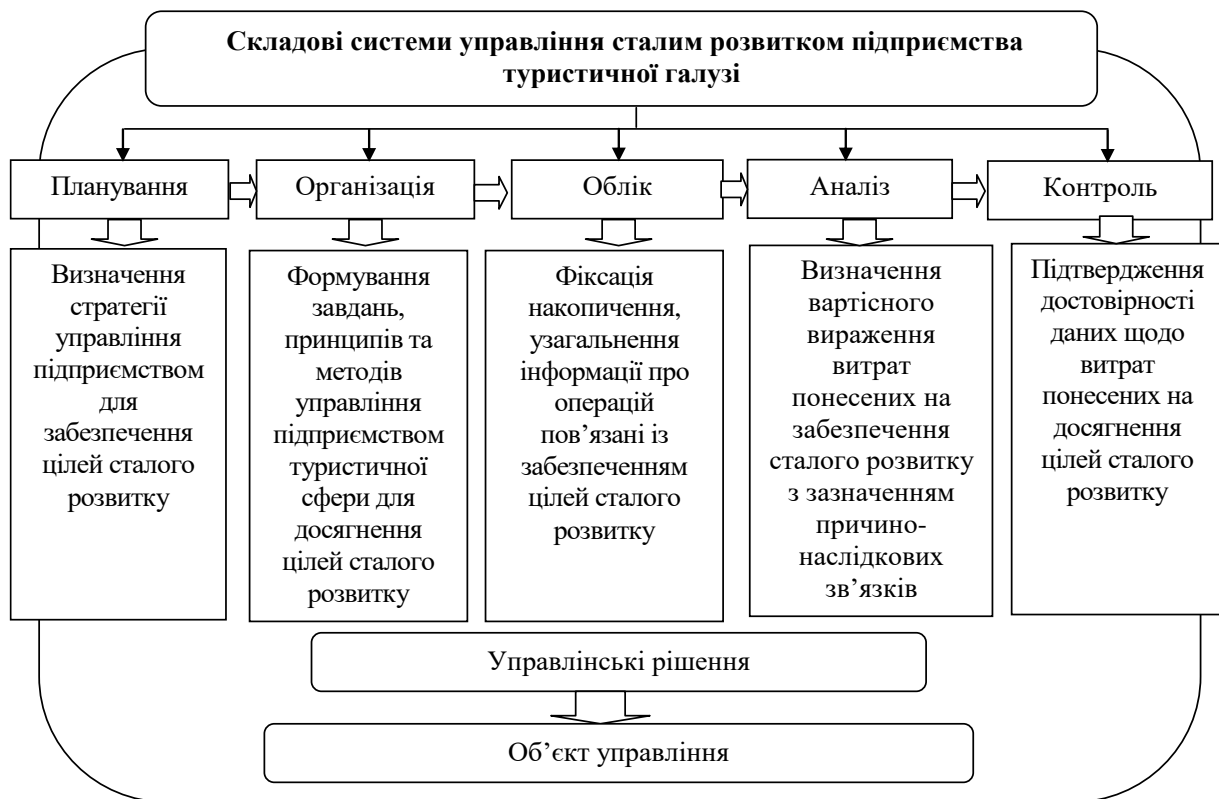 Складові системи управління сталим розвитком підприємства
туристичної галузі
Планування
Організація
Облік
Аналіз
Контроль
Визначення
стратегії
управління
підприємством
для
забезпечення
цілей сталого
розвитку
Формування
завдань,
принципів та
методів
управління
підприємством
туристичної
сфери для
досягнення
цілей сталого
розвитку
Фіксація
накопичення,
узагальнення
інформації про
операцій
пов’язані із
забезпеченням
цілей сталого
розвитку
Визначення
вартісного
вираження
витрат
понесених на
забезпечення
сталого розвитку
з зазначенням
причино-
наслідкових
зв’язків
Підтвердження
достовірності
даних щодо
витрат
понесених на
досягнення
цілей сталого
розвитку
Управлінські рішення
Об’єкт управління